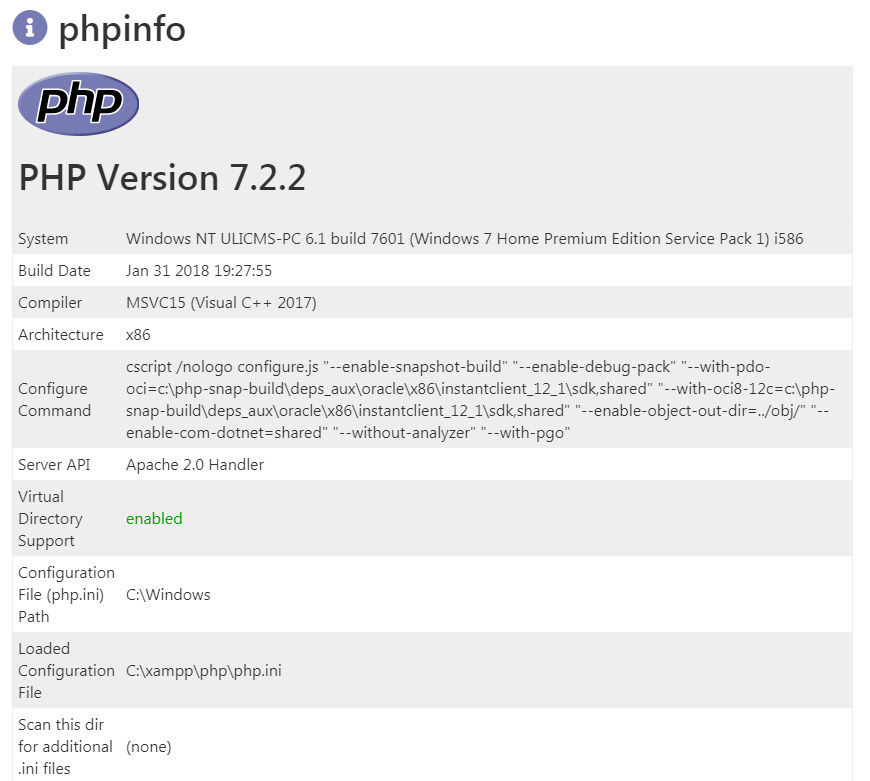 phpinfo
php
PHP Version 7.2.2
System Windows NT ULICMS-PC 6.1 build 7601 (Windows 7 Home Premium Edition Service Pack 1) i586
Build Date Jan 31 2018 19:27:55
Compiler MSVC15 (Visual C++ 2017)
Architecture x86
Configure
Command
cscript /nologo configure.js "--enable-snapshot-build" "--enable-debug-pack" "--with-pdo-
oci=c:\php-snap-build\deps_aux\oracle\x86\instantclient_12_1\sdk,shared" "--with-oci8-12c=c:\php-
snap-build\deps_aux\oracle\x86\instantclient_12_1\sdk,shared" "--enable-object-out-dir=../obj/" "--
enable-com-dotnet=shared" "--without-analyzer" "--with-pgo"
Server API Apache 2.0 Handler
Virtual
Directory
Support
enabled
Configuration
File (php.ini)
Path
C:\Windows
Loaded
Configuration
File
C:\xampp\php\php.ini
Scan this dir
for additional
.ini files
(none)